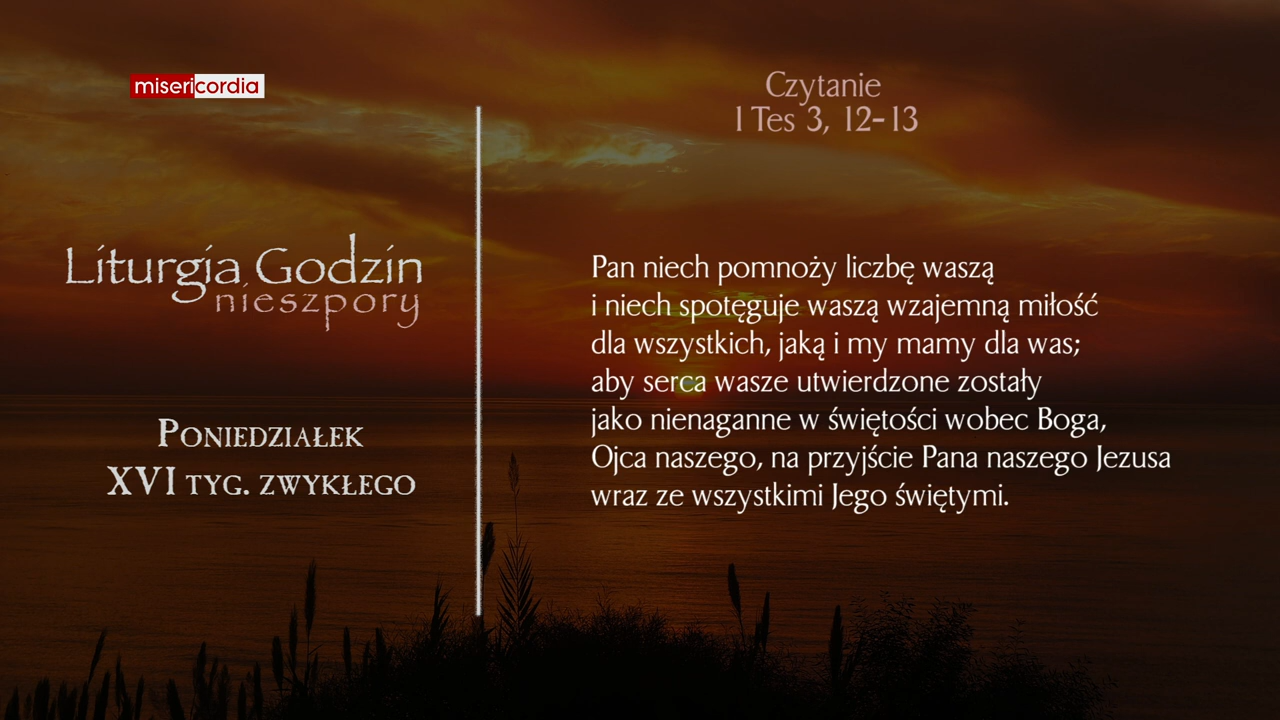 misericordia
Liturgia Godzin
nieszpory
Poniedziałek
XVI tyg. zwykłego
Czytanie
1 Tes 3, 12-13
Pan niech pomnoży liczbę waszą
i niech spotęguje waszą wzajemną miłość
dla wszystkich, jaką i my mamy dla was;
aby serca wasze utwierdzone zostały
jako nienaganne w świętości wobec Boga,
Ojca naszego, na przyjście Pana naszego Jezusa
wraz ze wszystkimi Jego świętymi.